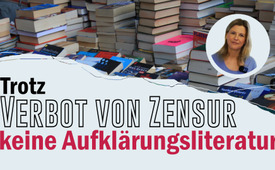 Trotz
VERBOT VON ZENSUR
keine Aufklärungsliteratur